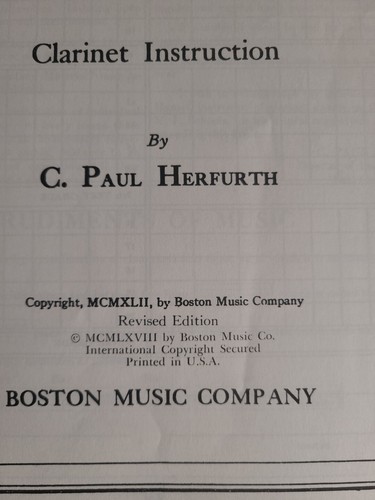 Clarinet Instruction
By
C. PAUL HERFURTH
Copyright, MCMXLII, by Boston Music Company
Revised Edition
© MCMLXVIII by Boston Music Co.
International Copyright Secured
Printed in U.S.A.
BOSTON MUSIC COMPANY